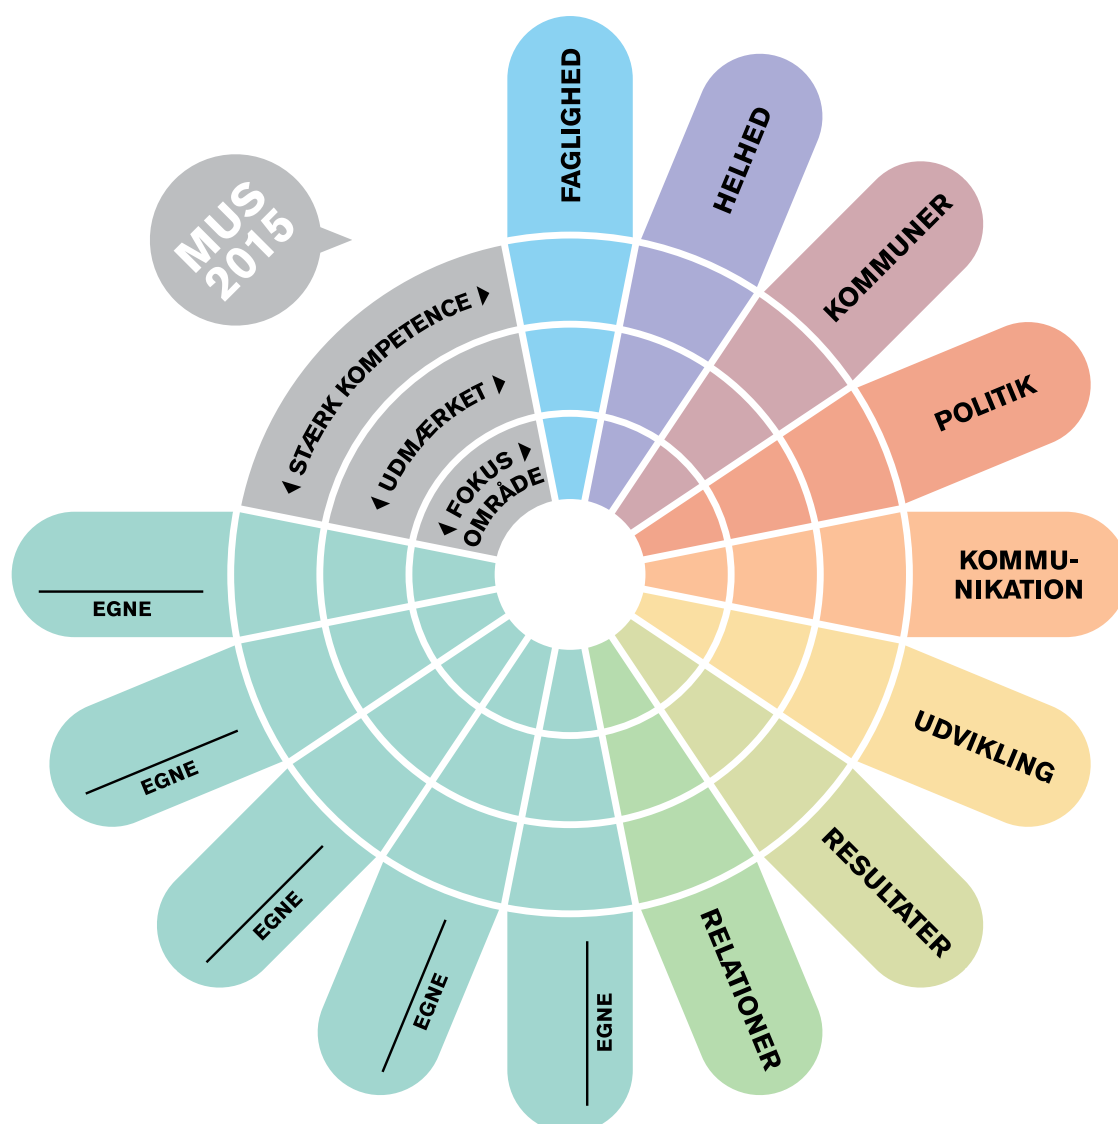 MUS
2015
FAGLIGHED
HELHED
KOMMUNER
POLITIK
KOMMU-
NIKATION
UDVIKLING
RESULTATER
RELATIONER
EGNE
EGNE
EGNE
EGNE
EGNE
STÆRK KOMPETENCE
UDMÆRKET
FOKUS
OMRÅDE